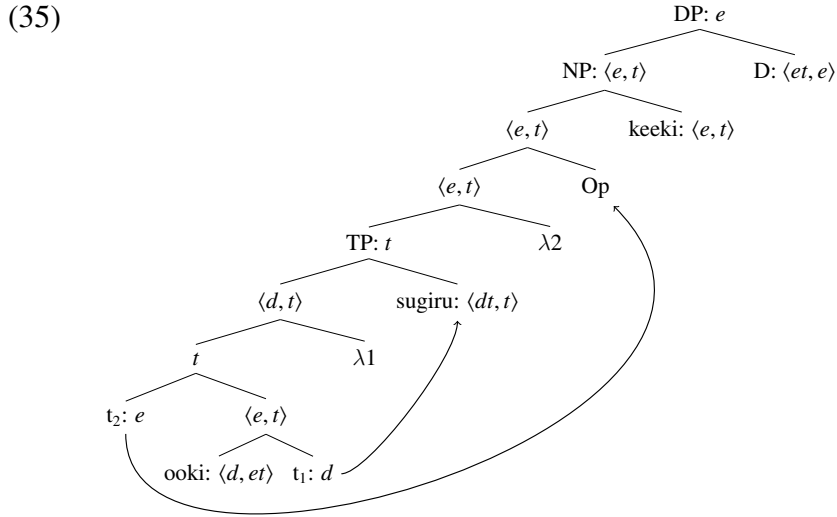 (35)
DP: e
NP: ⟨e, t⟩ D: ⟨et, e⟩
⟨e, t⟩ keeki: ⟨e, t⟩
⟨e, t⟩ Op
TP: t λ2
⟨d, t⟩ sugiru: ⟨dt, t⟩
t λ1
t₂: e ⟨e, t⟩
ooki: ⟨d, et⟩ t₁: d